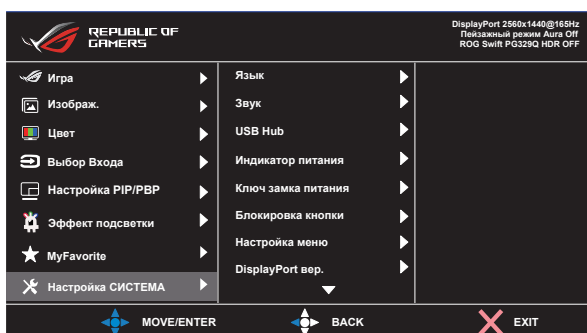 REPUBLIC OF
GAMERS
DisplayPort 2560x1440@165Hz
Пейзажный режим Aura Off
ROG Swift PG329Q HDR OFF
Игра
Изображ.
Цвет
Выбор Входа
Настройка PIP/PBP
Эффект подсветки
MyFavorite
Настройка СИСТЕМА
Язык
Звук
USB Hub
Индикатор питания
Ключ замка питания
Блокировка кнопки
Настройка меню
DisplayPort вер.
MOVE/ENTER
BACK
EXIT